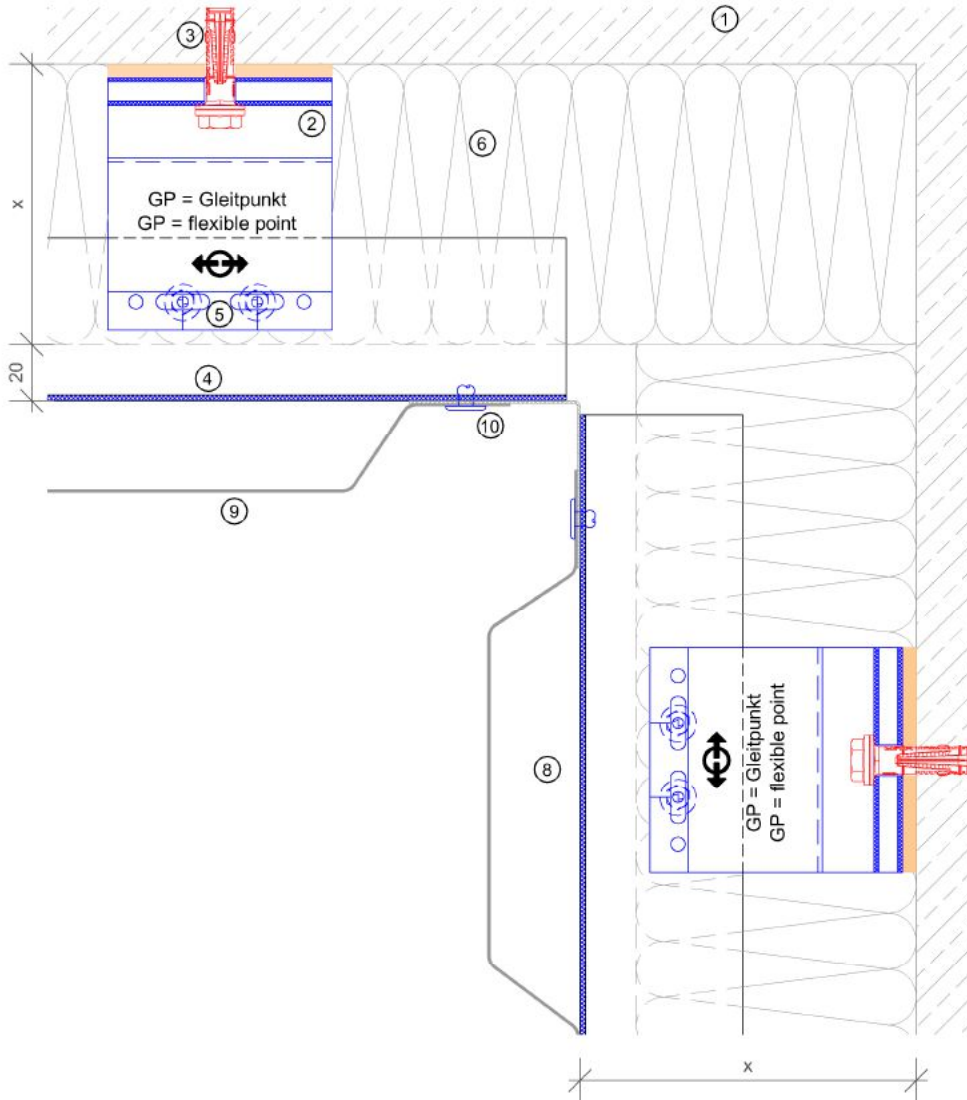 1
3
2
6
x
GP = Gleitpunkt
GP = flexible point
5
20
4
10
9
8
GP = Gleitpunkt
GP = flexible point
x